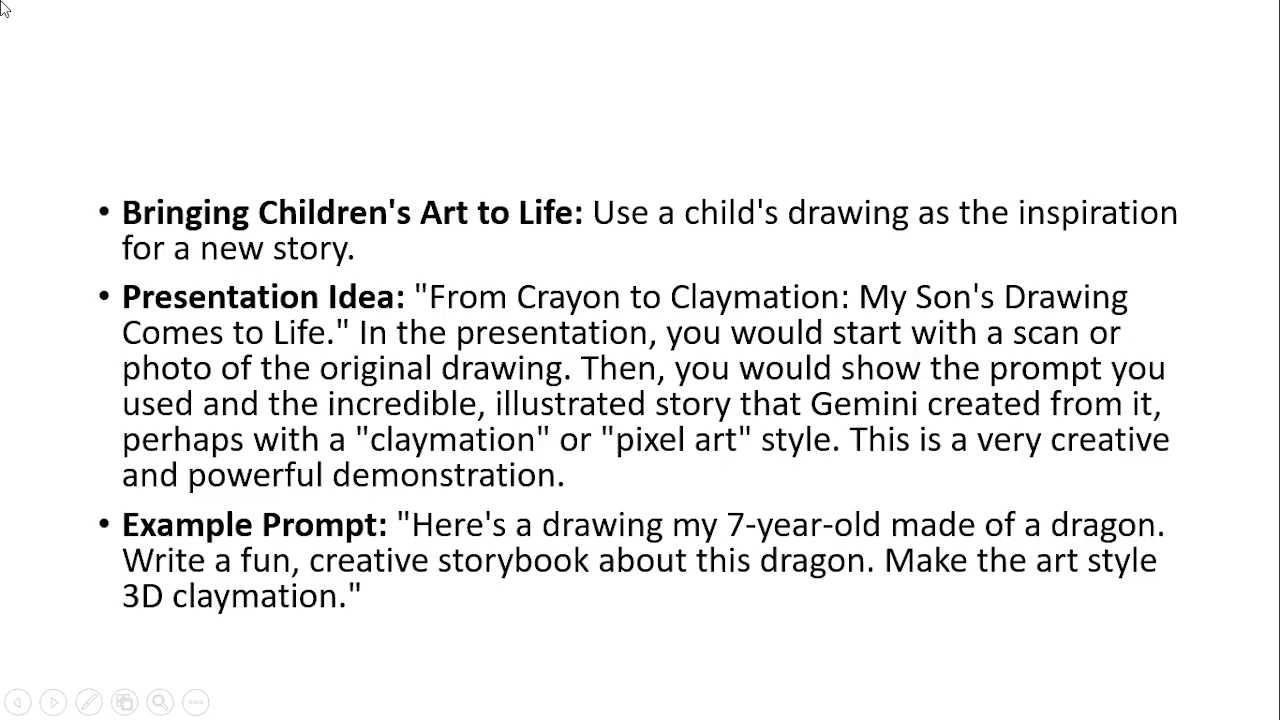 • Bringing Children's Art to Life: Use a child's drawing as the inspiration
for a new story.
• Presentation Idea: "From Crayon to Claymation: My Son's Drawing
Comes to Life." In the presentation, you would start with a scan or
photo of the original drawing. Then, you would show the prompt you
used and the incredible, illustrated story that Gemini created from it,
perhaps with a "claymation" or "pixel art" style. This is a very creative
and powerful demonstration.
• Example Prompt: "Here's a drawing my 7-year-old made of a dragon.
Write a fun, creative storybook about this dragon. Make the art style
3D claymation."